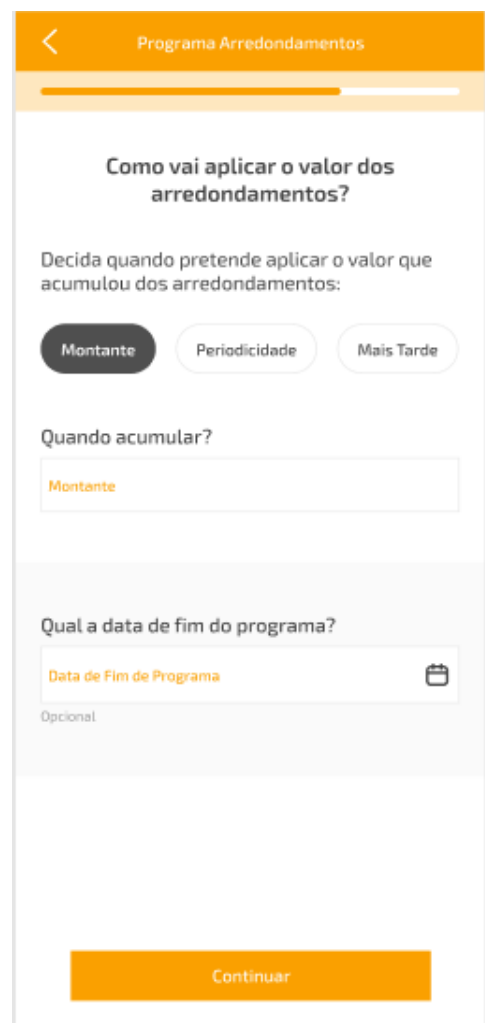 Programa Arredondamentos
Como vai aplicar o valor dos
arredondamentos?
Decida quando pretende aplicar o valor que
acumulou dos arredondamentos:
Montante Periodicidade Mais Tarde
Quando acumular?
Montante
Qual a data de fim do programa?
Data de Fim de Programa
Opcional
Continuar